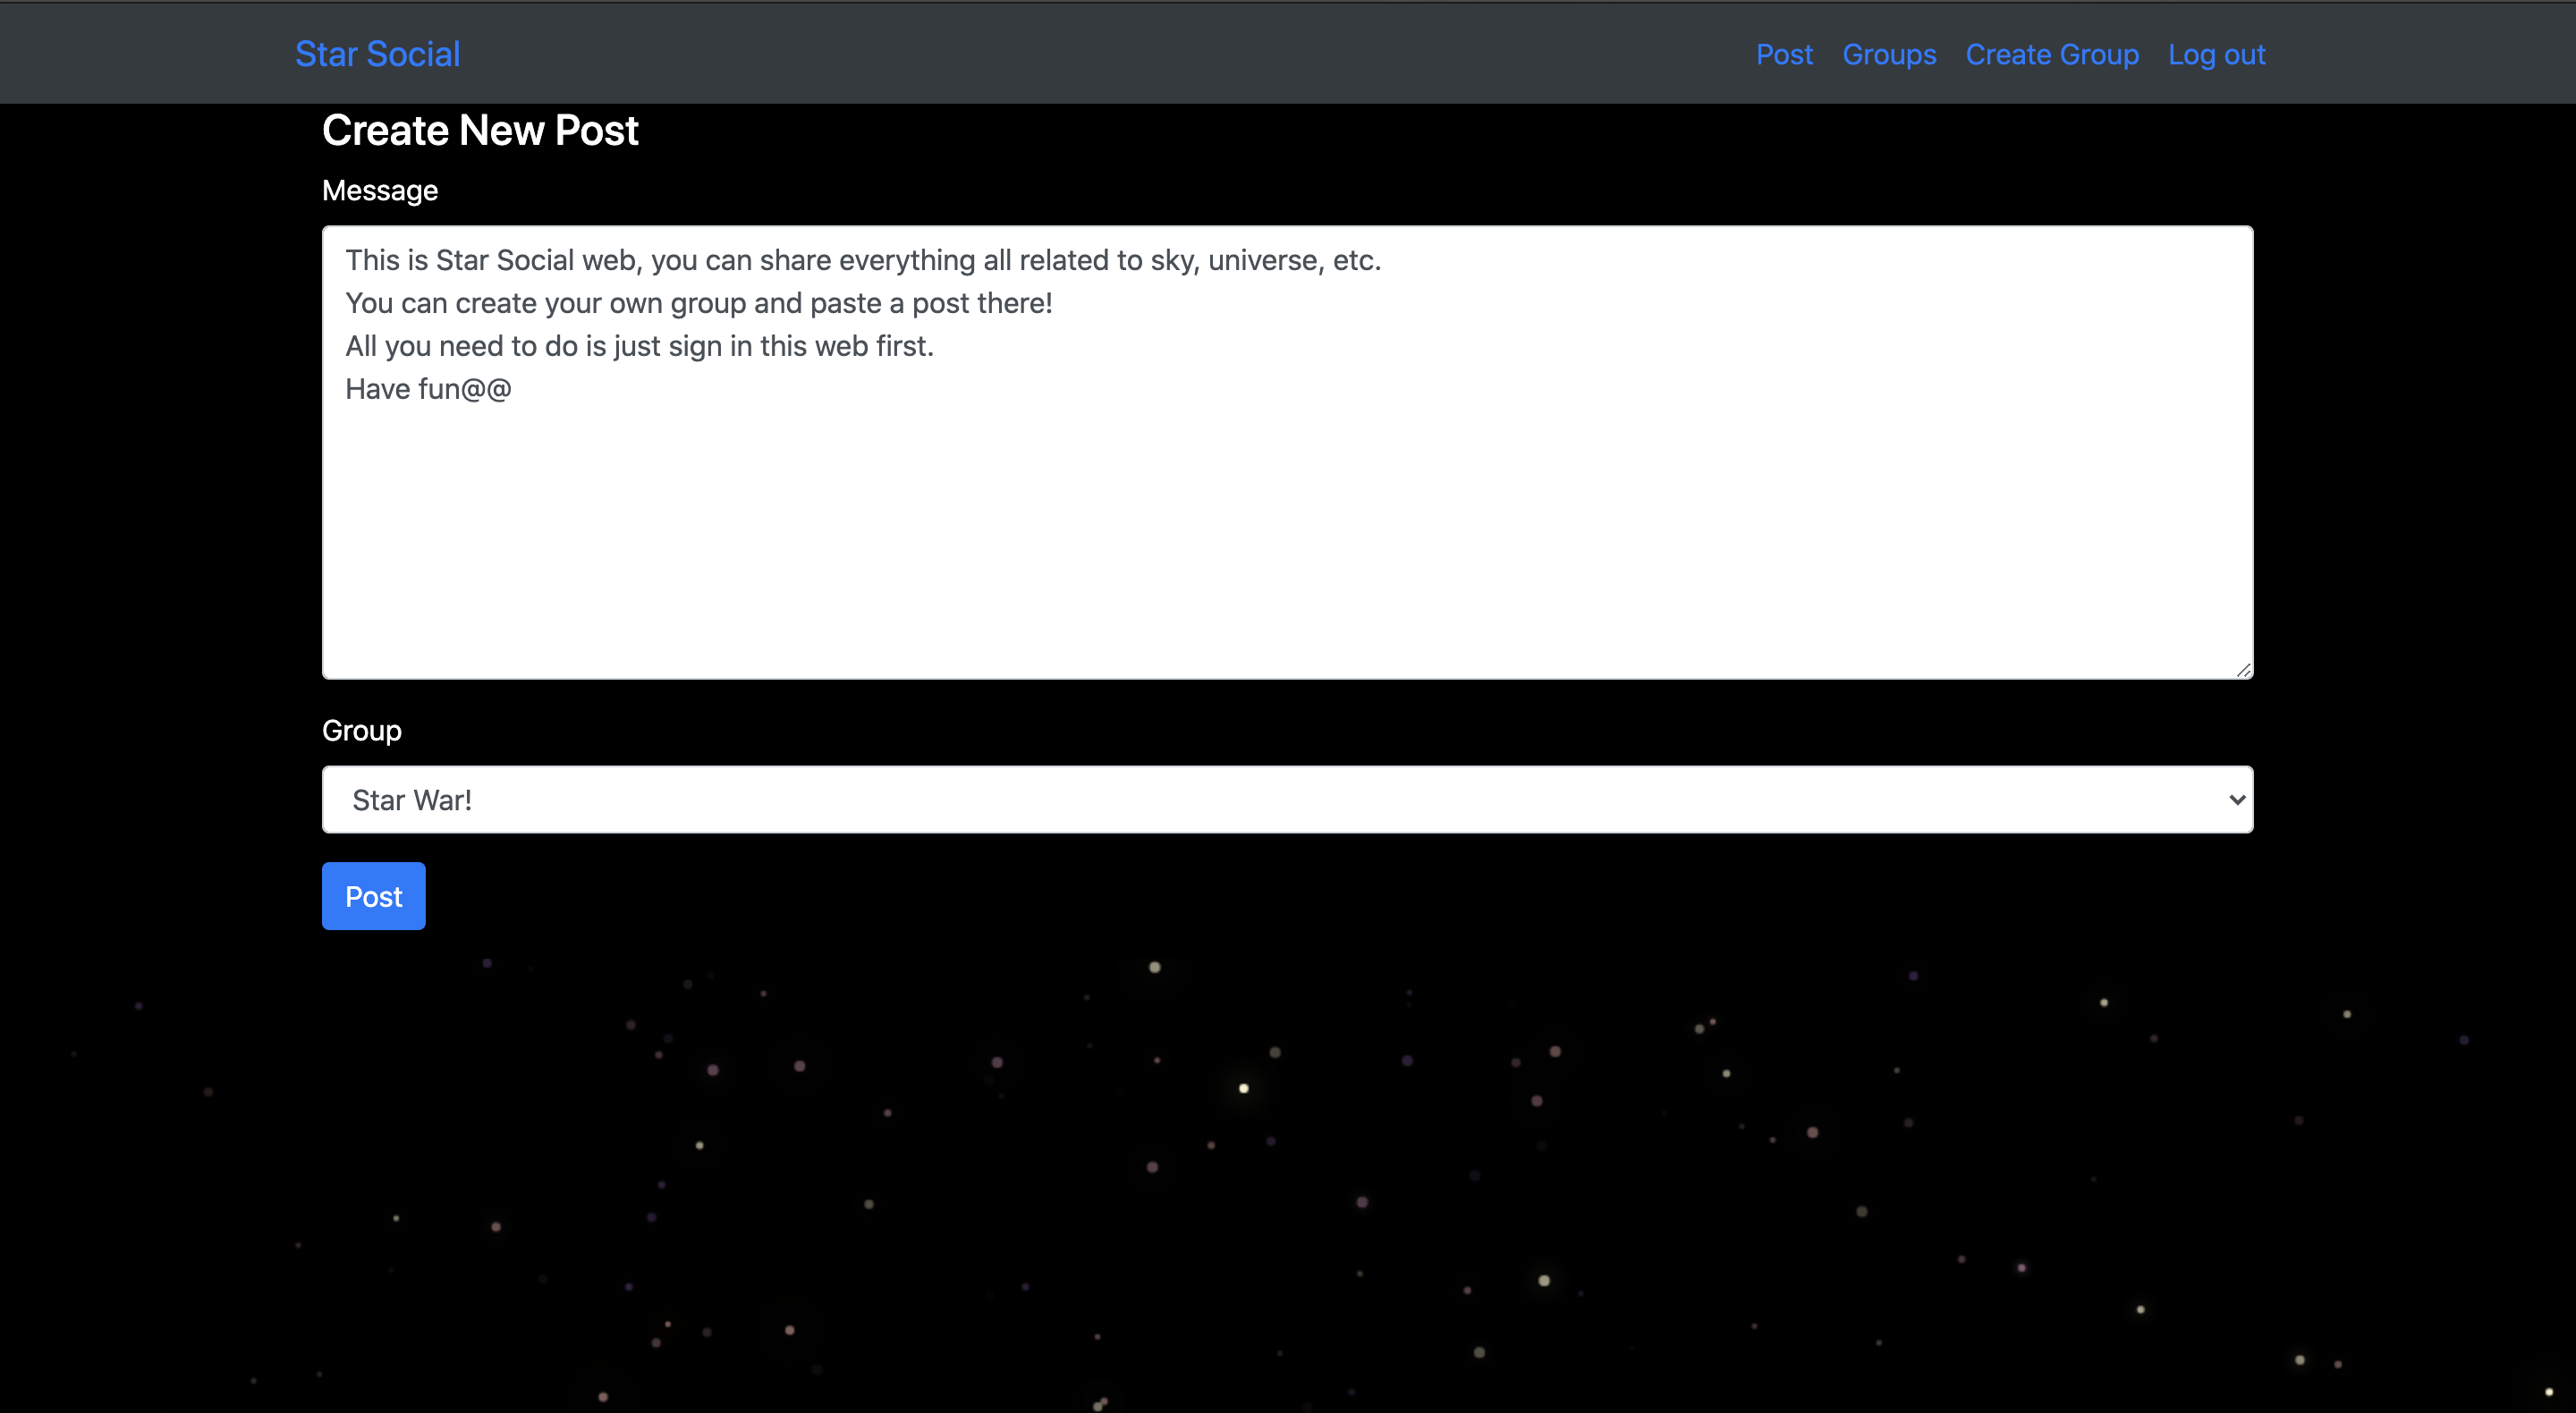 Star Social
Post Groups Create Group Log out
Create New Post
Message
This is Star Social web, you can share everything all related to sky, universe, etc.
You can create your own group and paste a post there!
All you need to do is just sign in this web first.
Have fun@@
Group
Star War!
Post